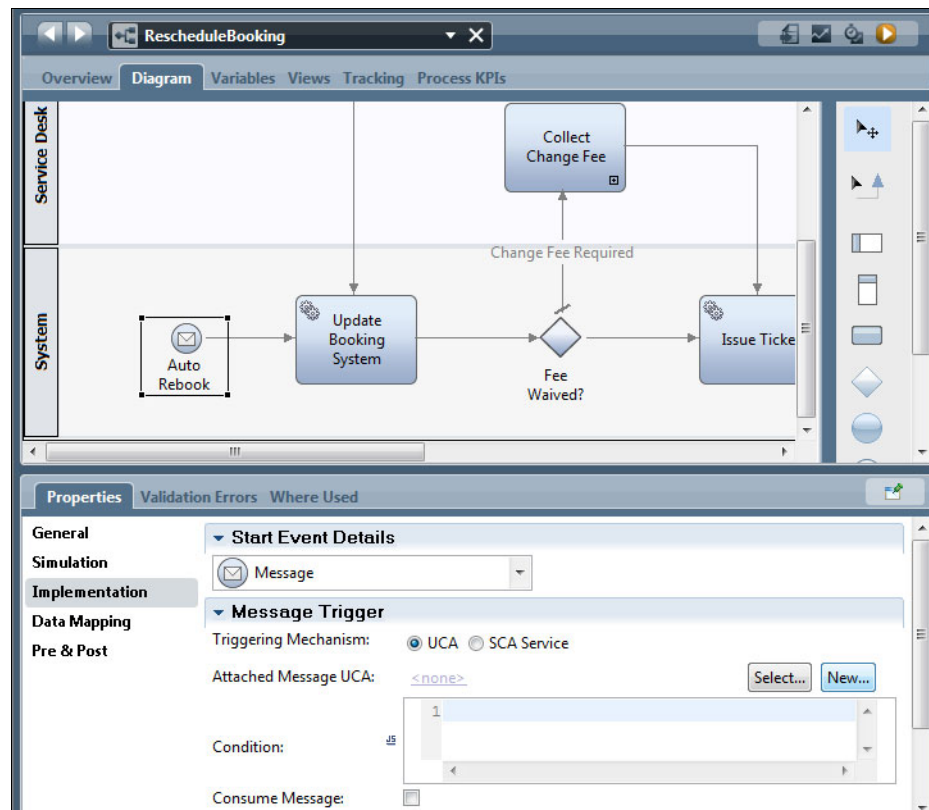 RescheduleBooking
Overview Diagram Variables Views Tracking Process KPIs
Service Desk
Collect
Change Fee
Change Fee Required
System
Auto
Rebook
Update
Booking
System
Fee
Waived?
Issue Ticke
Properties Validation Errors Where Used
General
Simulation
Implementation
Data Mapping
Pre & Post
Start Event Details
Message
Message Trigger
Triggering Mechanism: UCA SCA Service
Attached Message UCA: <none> Select... New...
1
Condition: JS
Consume Message: